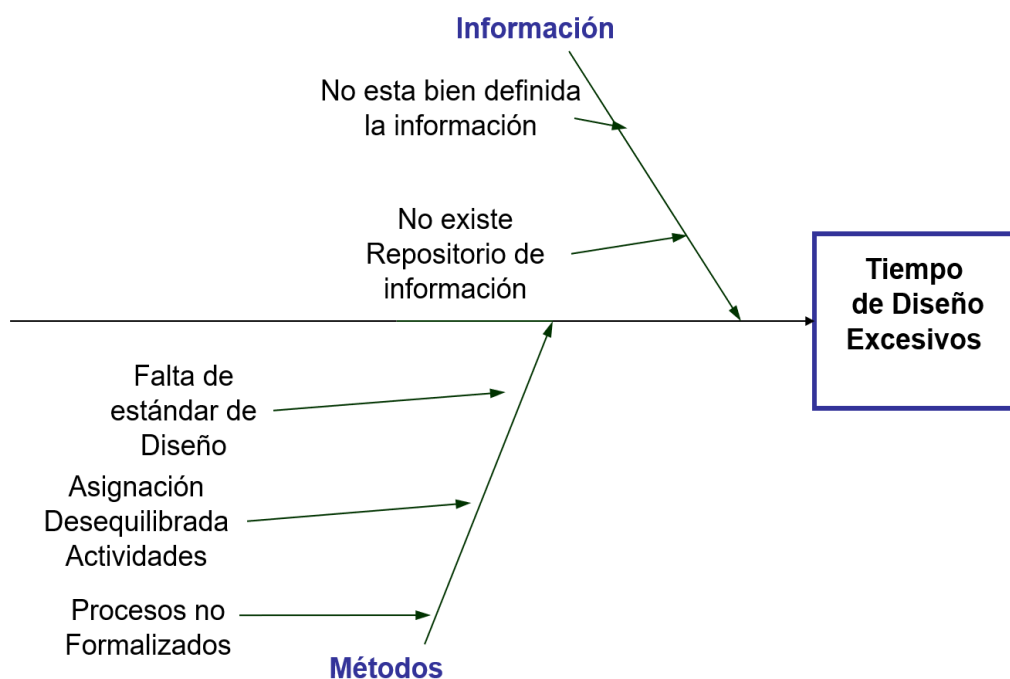 Información
No esta bien definida
la información
No existe
Repositorio de
información
Tiempo
de Diseño
Excesivos
Falta de
estándar de
Diseño
Asignación
Desequilibrada
Actividades
Procesos no
Formalizados
Métodos